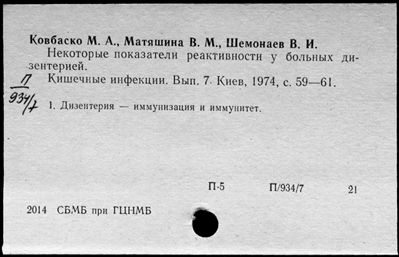 Ковбаско М. А., Матяшина В. М., Шемонаев В. И.
Некоторые показатели реактивности у больных ди-
зентерией.
Кишечные инфекции. Вып. 7. Киев, 1974, с. 59—61.
П
934/7
1. Дизентерия — иммунизация и иммунитет.
П-5 П/934/7 21
2014 СБМБ при ГЦНМБ